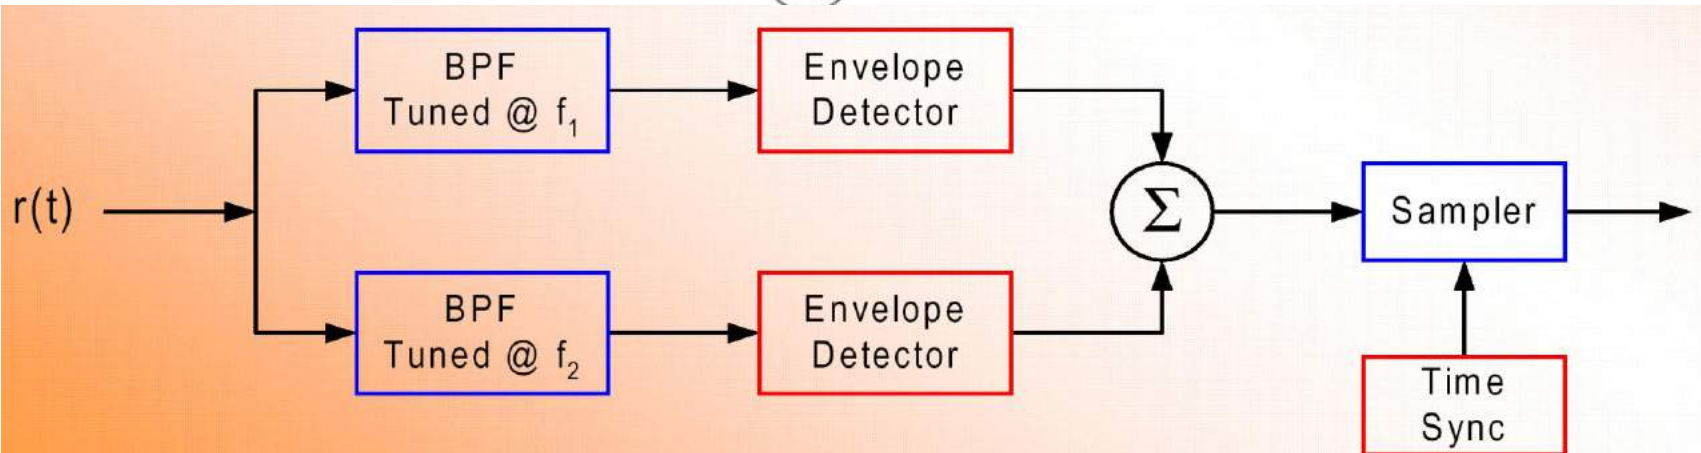 BPF
Tuned @ f₁
Envelope
Detector
r(t)
Σ
Sampler
BPF
Tuned @ f₂
Envelope
Detector
Time
Sync